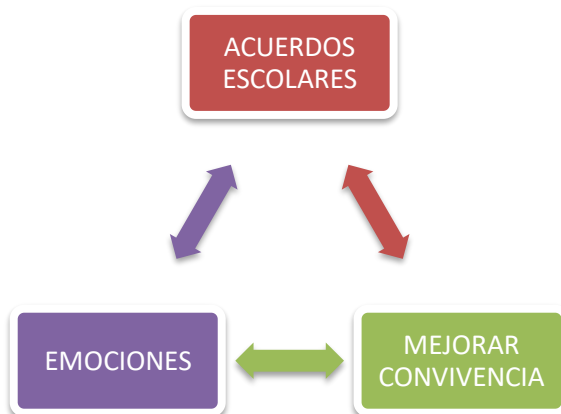 ACUERDOS
ESCOLARES
EMOCIONES
MEJORAR
CONVIVENCIA